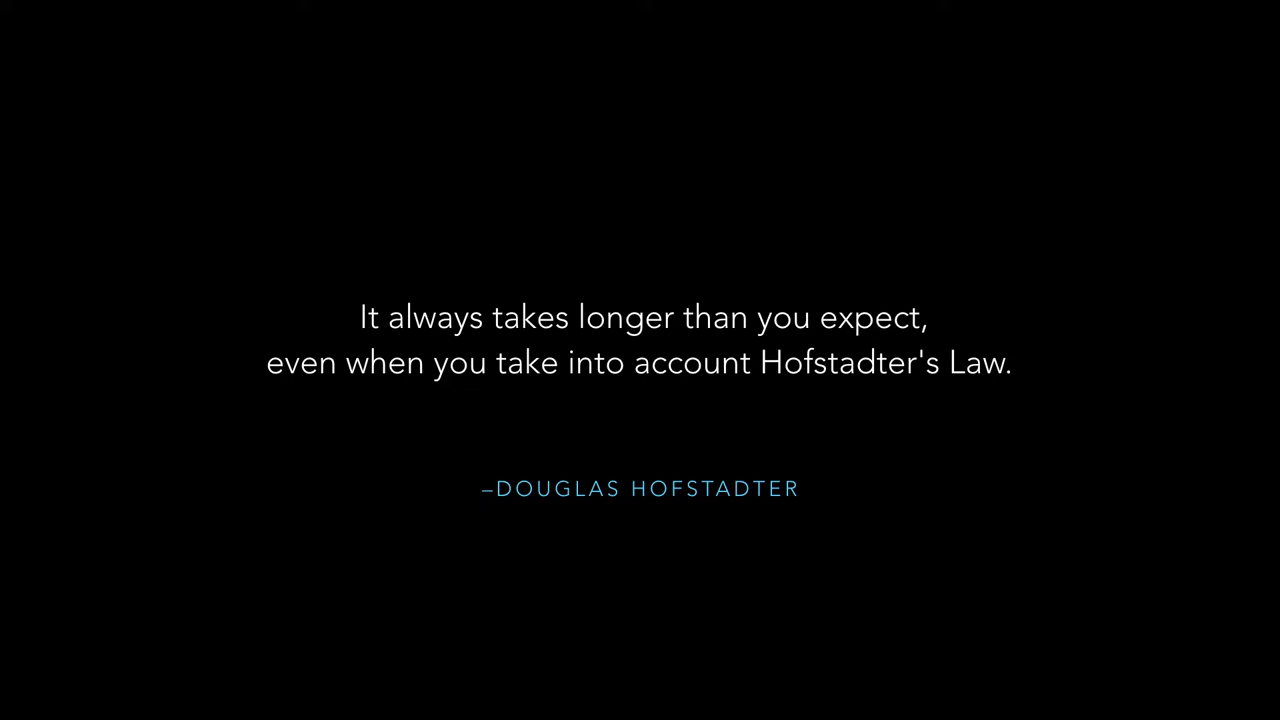 It always takes longer than you expect,
even when you take into account Hofstadter's Law.
–DOUGLAS HOFSTADTER